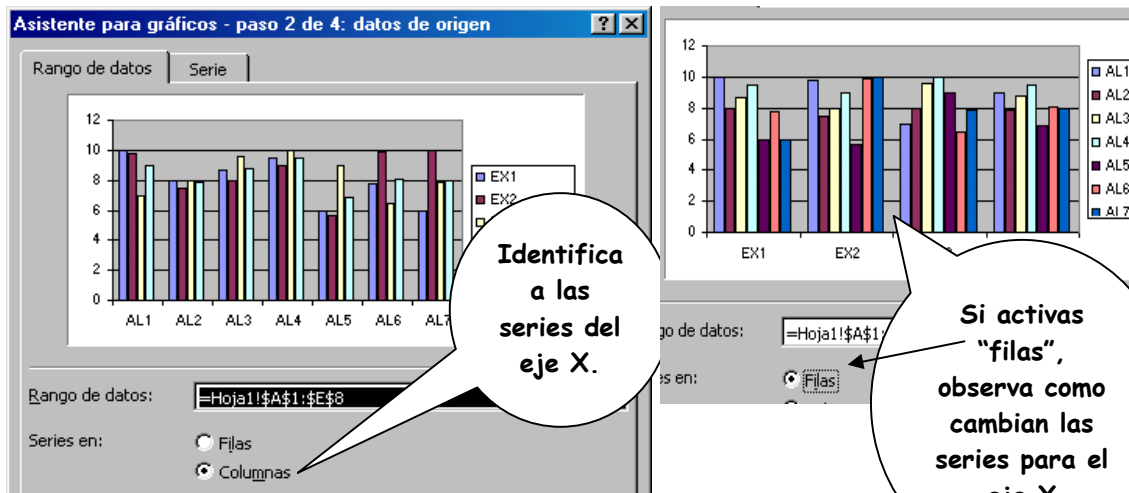 Asistente para gráficos - paso 2 de 4: datos de origen
Rango de datos
Serie
12
10
8
6
4
2
0
AL1 AL2 AL3 AL4 AL5 AL6 AL7
EX1
EX2
Identifica
a las
series del
eje X.
Rango de datos:
=Hoja1!$A$1:$E$8
Series en:
Filas
Columnas
12
10
8
6
4
2
0
EX1 EX2
AL1
AL2
AL3
AL4
AL5
AL6
AL7
go de datos:
=Hoja1!$A$1:
es en:
Filas
Si activas
“filas”,
observa como
cambian las
series para el
eje X